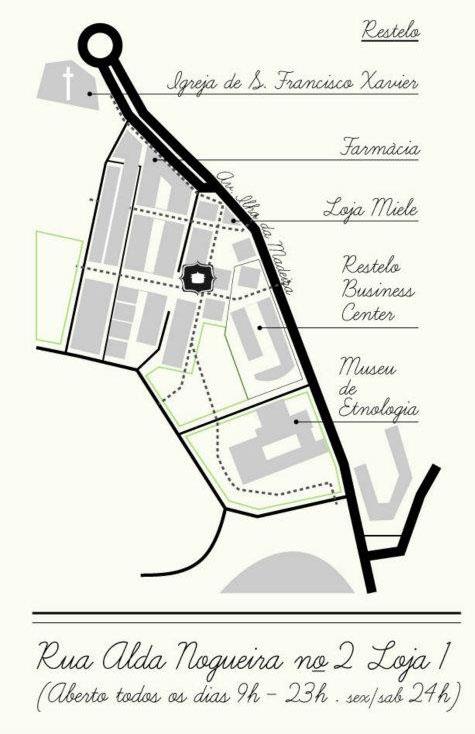 Restelo
Igreja de S. Francisco Xavier
Farmácia
Av. Ilha da Madeira
Loja Miele
Restelo
Business
Center
Museu
de
Etnologia
Rua Alda Nogueira nº 2 Loja 1
(Aberto todos os dias 9h - 23h . sex/sab 24h)